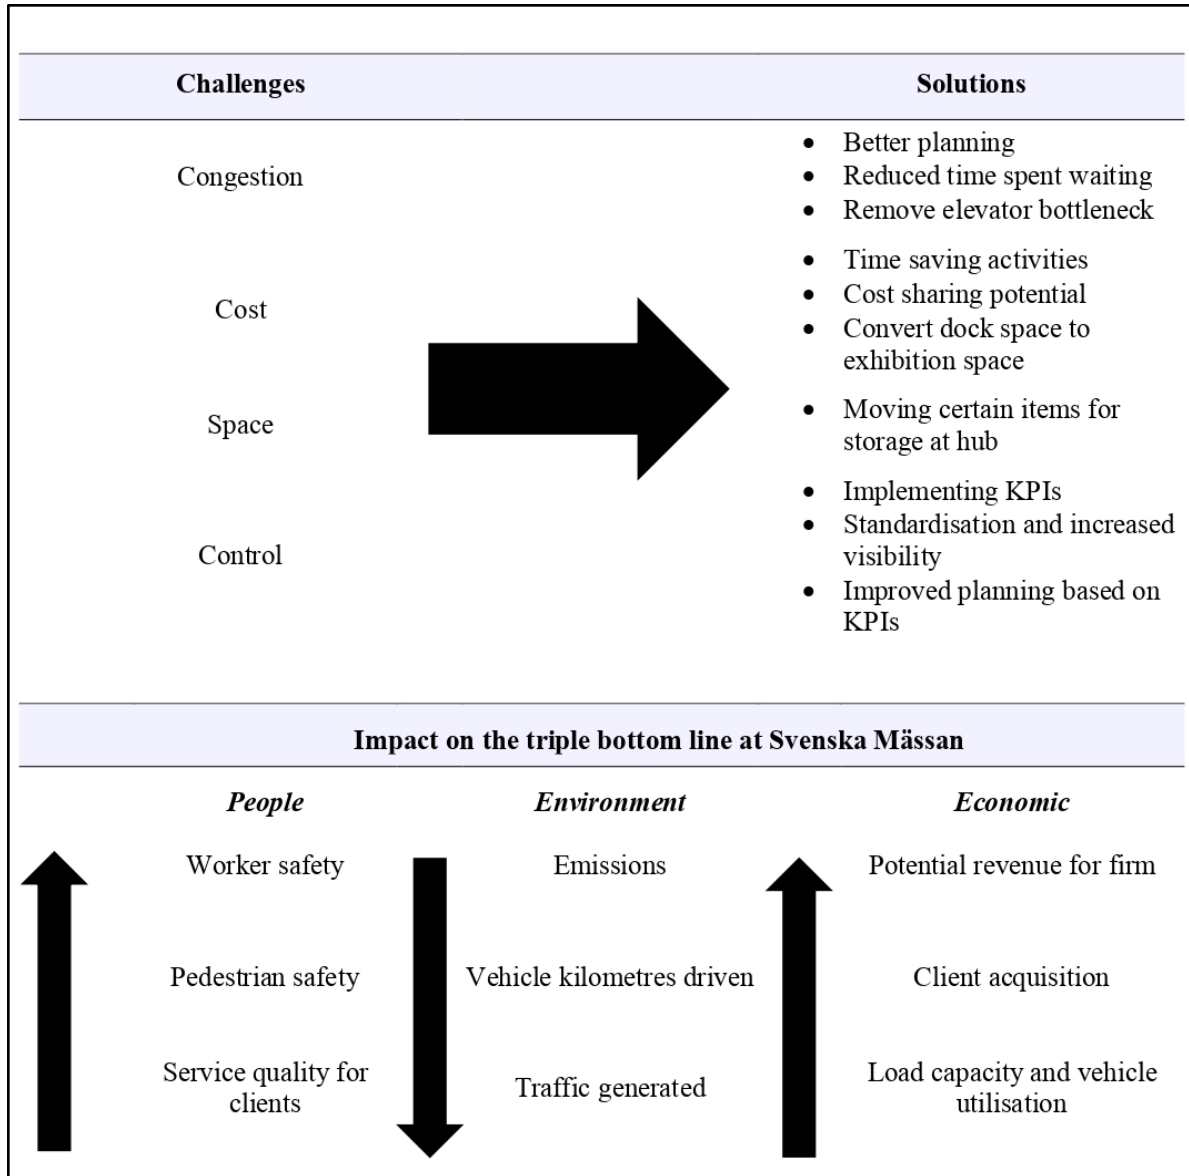 Challenges Solutions
Congestion
• Better planning
• Reduced time spent waiting
• Remove elevator bottleneck
Cost
• Time saving activities
• Cost sharing potential
• Convert dock space to
exhibition space
Space
• Moving certain items for
storage at hub
Control
• Implementing KPIs
• Standardisation and increased
visibility
• Improved planning based on
KPIs
Impact on the triple bottom line at Svenska Mässan
People Environment Economic
Worker safety Emissions Potential revenue for firm
Pedestrian safety Vehicle kilometres driven Client acquisition
Service quality for
clients
Traffic generated
Load capacity and vehicle
utilisation